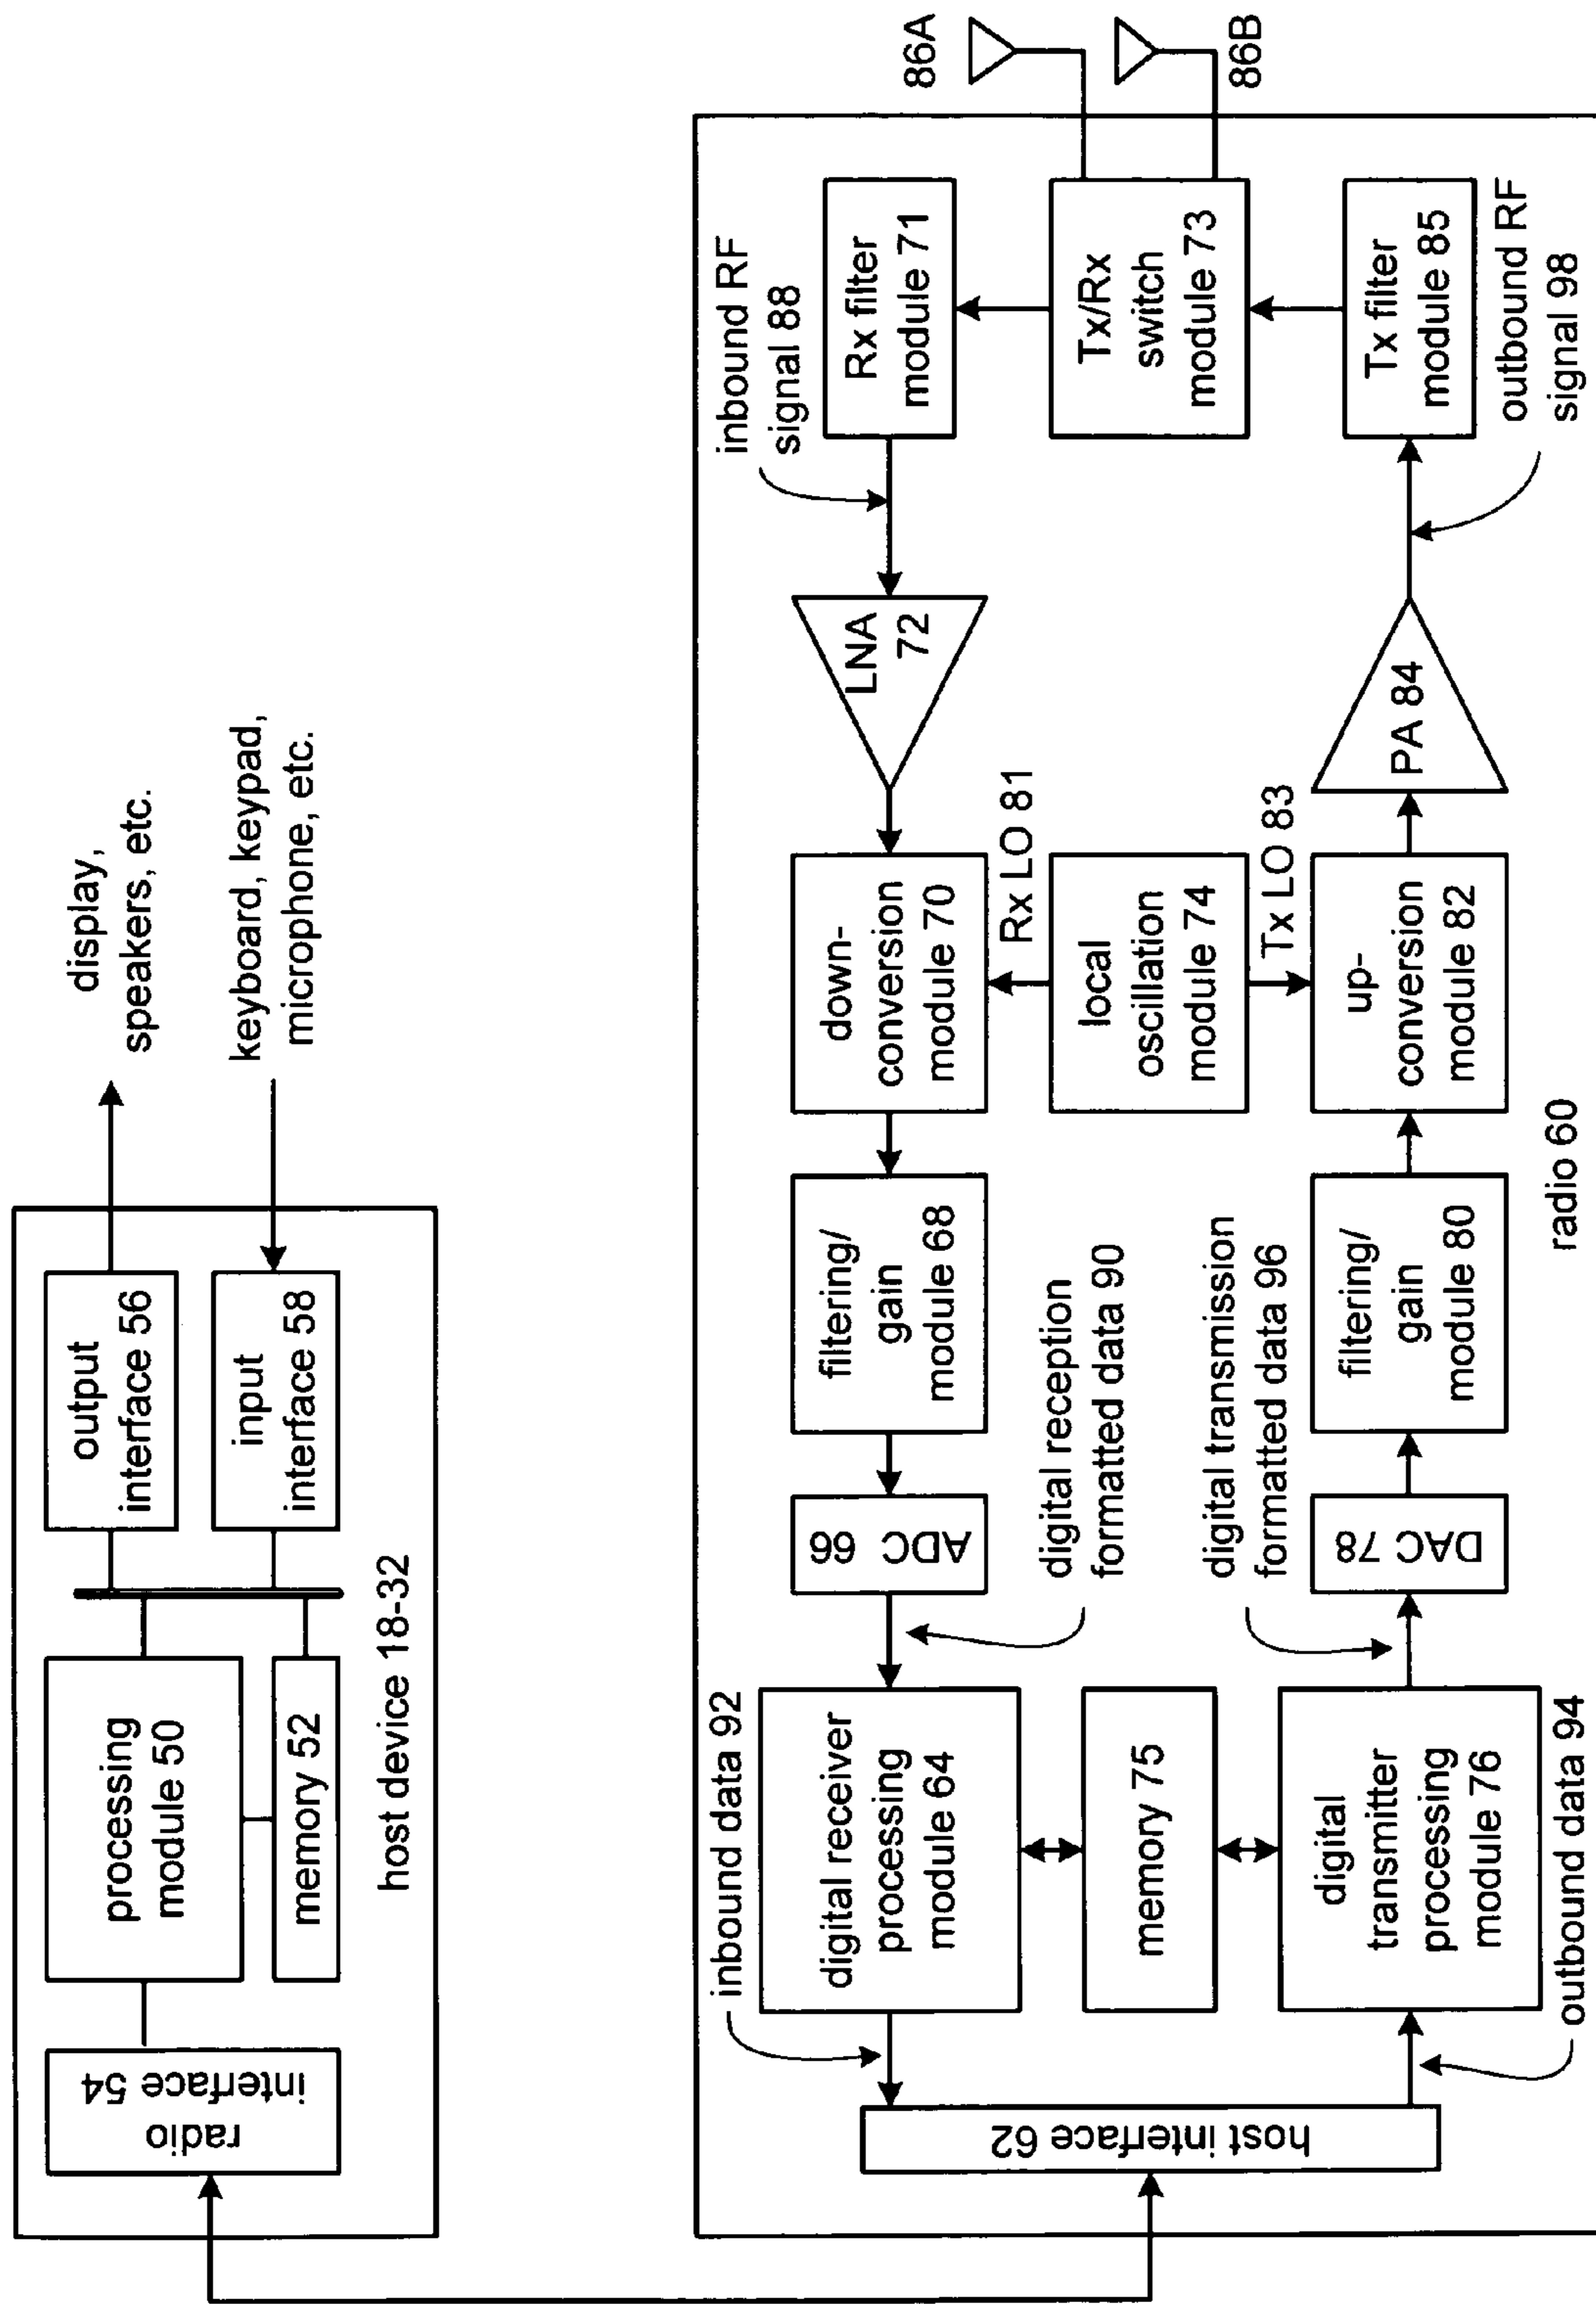 radio
interface 54
processing
module 50
memory 52
output
interface 56
input
interface 58
display,
speakers, etc.
keyboard, keypad,
microphone, etc.
host device 18-32
host interface 62
inbound data 92
digital receiver
processing
module 64
memory 75
digital
transmitter
processing
module 76
outbound data 94
ADC 66
digital reception
formatted data 90
digital transmission
formatted data 96
DAC 78
filtering/
gain
module 68
filtering/
gain
module 80
down-
conversion
module 70
Rx LO 81
local
oscillation
module 74
Tx LO 83
up-
conversion
module 82
LNA
72
PA 84
inbound RF
signal 88
Rx filter
module 71
Tx/Rx
switch
module 73
Tx filter
module 85
outbound RF
signal 98
86A
86B
radio 60